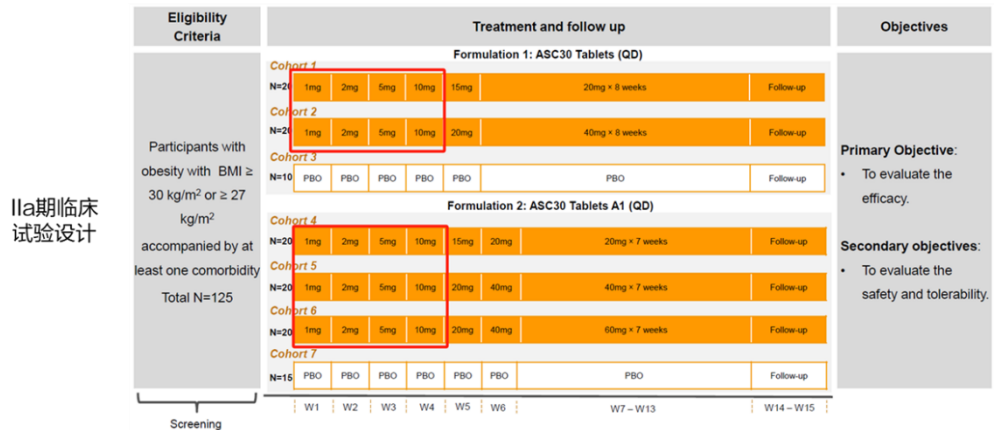 IIa期临床
试验设计
Eligibility
Criteria
Treatment and follow up
Objectives
Participants with
obesity with BMI ≥
30 kg/m² or ≥ 27
kg/m²
accompanied by at
least one comorbidity
Total N=125
Formulation 1: ASC30 Tablets (QD)
Cohort 1
N=20 1mg 2mg 5mg 10mg 15mg 20mg × 8 weeks Follow-up
Cohort 2
N=20 1mg 2mg 5mg 10mg 20mg 40mg × 8 weeks Follow-up
Cohort 3
N=10 PBO PBO PBO PBO PBO PBO Follow-up
Formulation 2: ASC30 Tablets A1 (QD)
Cohort 4
N=20 1mg 2mg 5mg 10mg 15mg 20mg 20mg × 7 weeks Follow-up
Cohort 5
N=20 1mg 2mg 5mg 10mg 20mg 40mg 40mg × 7 weeks Follow-up
Cohort 6
N=20 1mg 2mg 5mg 10mg 20mg 40mg 60mg × 7 weeks Follow-up
Cohort 7
N=15 PBO PBO PBO PBO PBO PBO PBO Follow-up
W1 W2 W3 W4 W5 W6 W7 – W13 W14 – W15
Screening
Primary Objective:
• To evaluate the
efficacy.
Secondary objectives:
• To evaluate the
safety and tolerability.